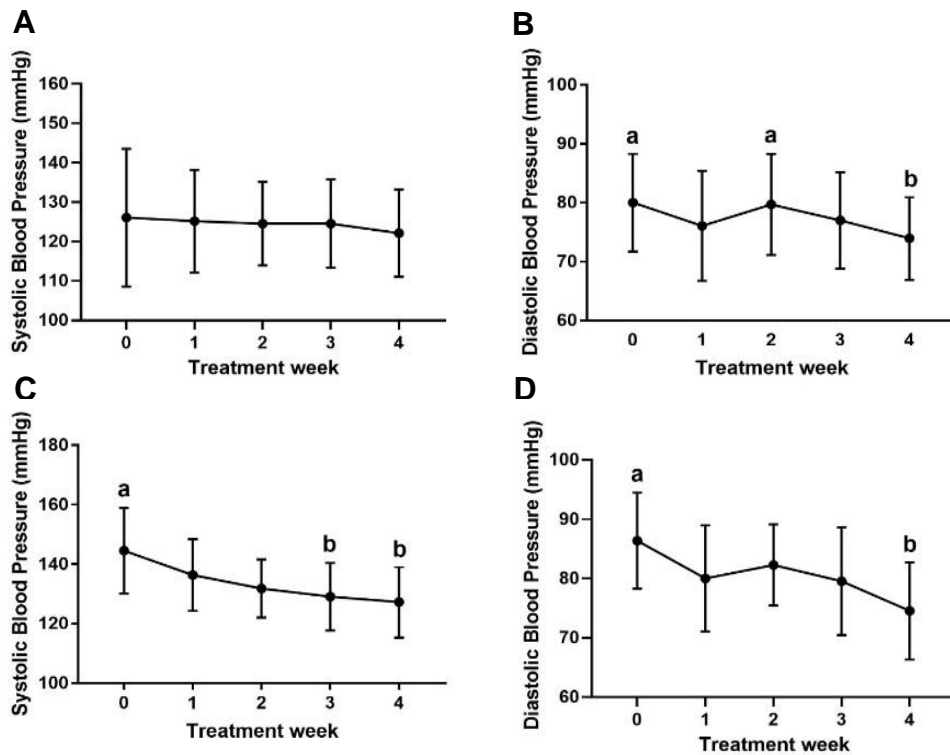 A
Systolic Blood Pressure (mmHg)
160
150
140
130
120
110
100
0 1 2 3 4
Treatment week
B
Diastolic Blood Pressure (mmHg)
100
90
80
70
60
a a b
0 1 2 3 4
Treatment week
C
Systolic Blood Pressure (mmHg)
180
160
140
120
100
a b b
0 1 2 3 4
Treatment week
D
Diastolic Blood Pressure (mmHg)
100
90
80
70
60
a b
0 1 2 3 4
Treatment week